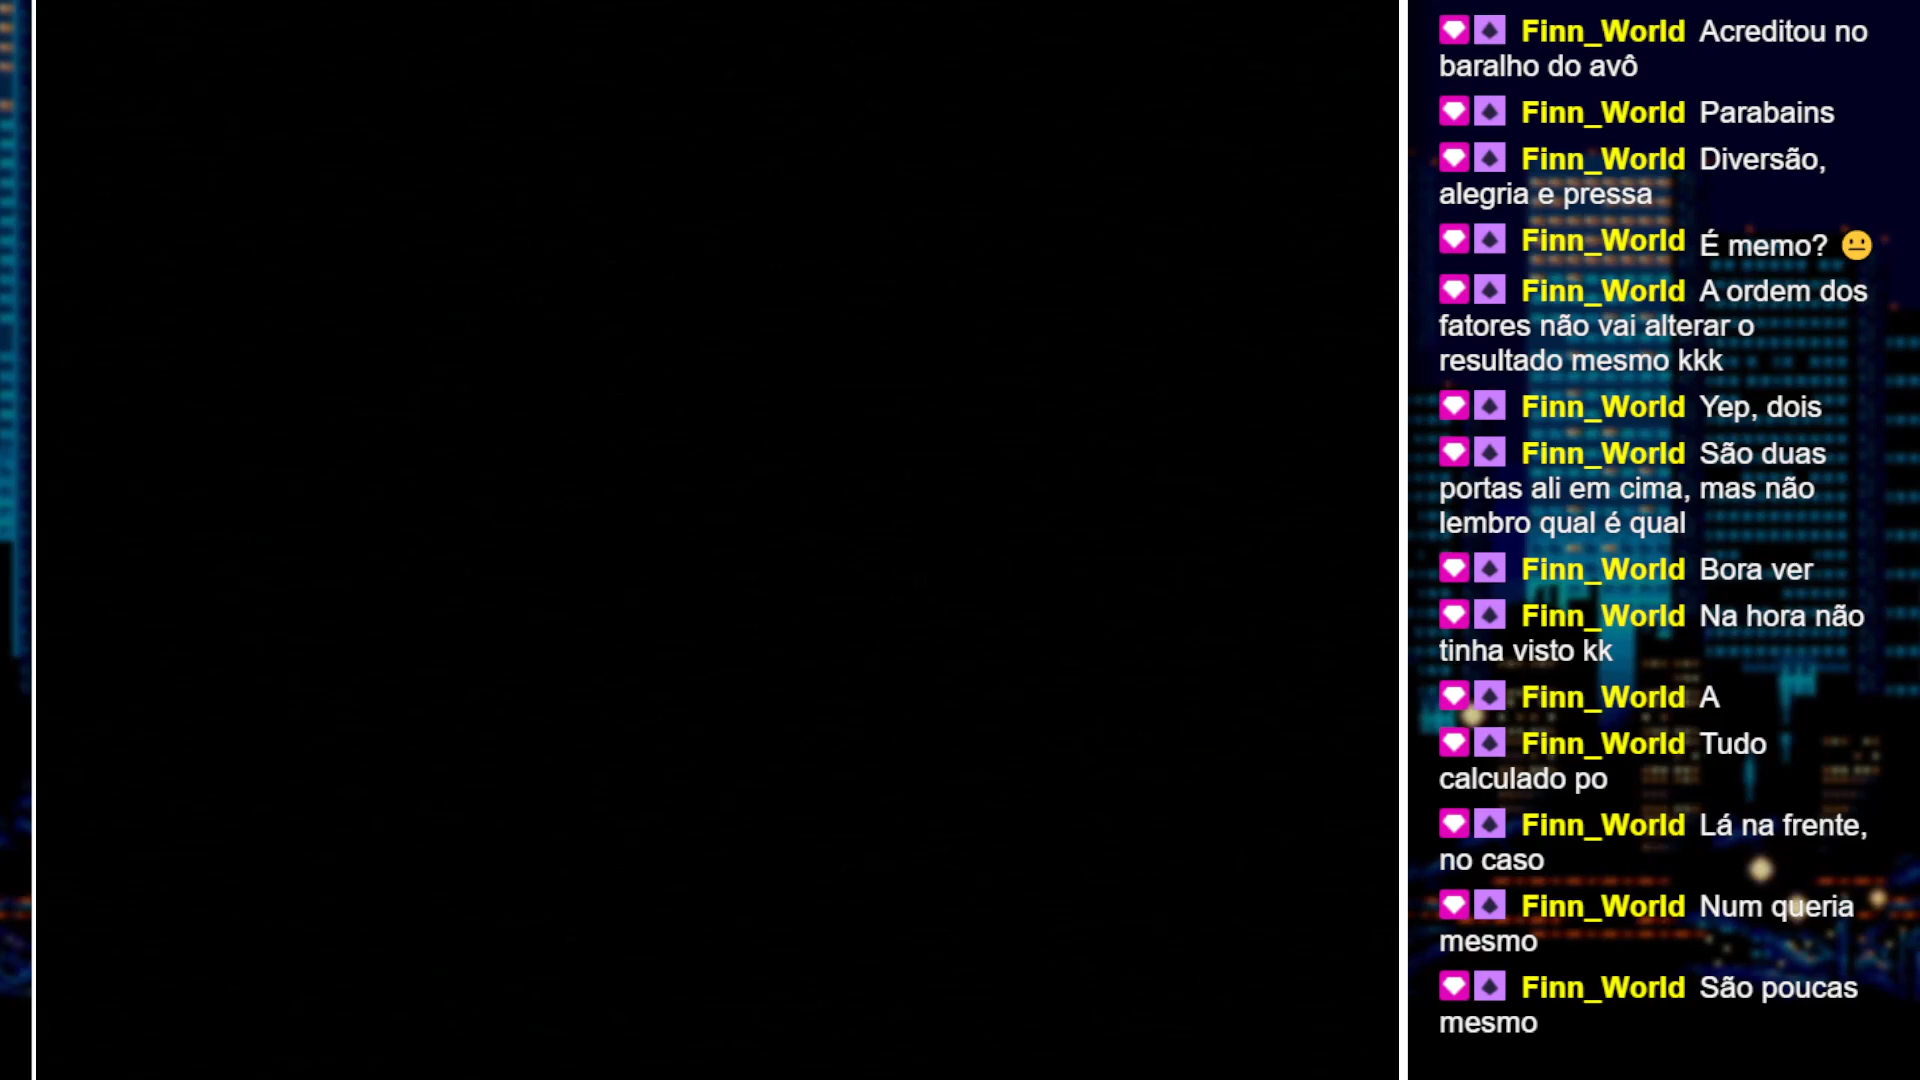 Finn_World Acreditou no
baralho do avô
Finn_World Parabains
Finn_World Diversão,
alegria e pressa
Finn_World É memo? 😐
Finn_World A ordem dos
fatores não vai alterar o
resultado mesmo kkk
Finn_World Yep, dois
Finn_World São duas
portas ali em cima, mas não
lembro qual é qual
Finn_World Bora ver
Finn_World Na hora não
tinha visto kk
Finn_World A
Finn_World Tudo
calculado po
Finn_World Lá na frente,
no caso
Finn_World Num queria
mesmo
Finn_World São poucas
mesmo